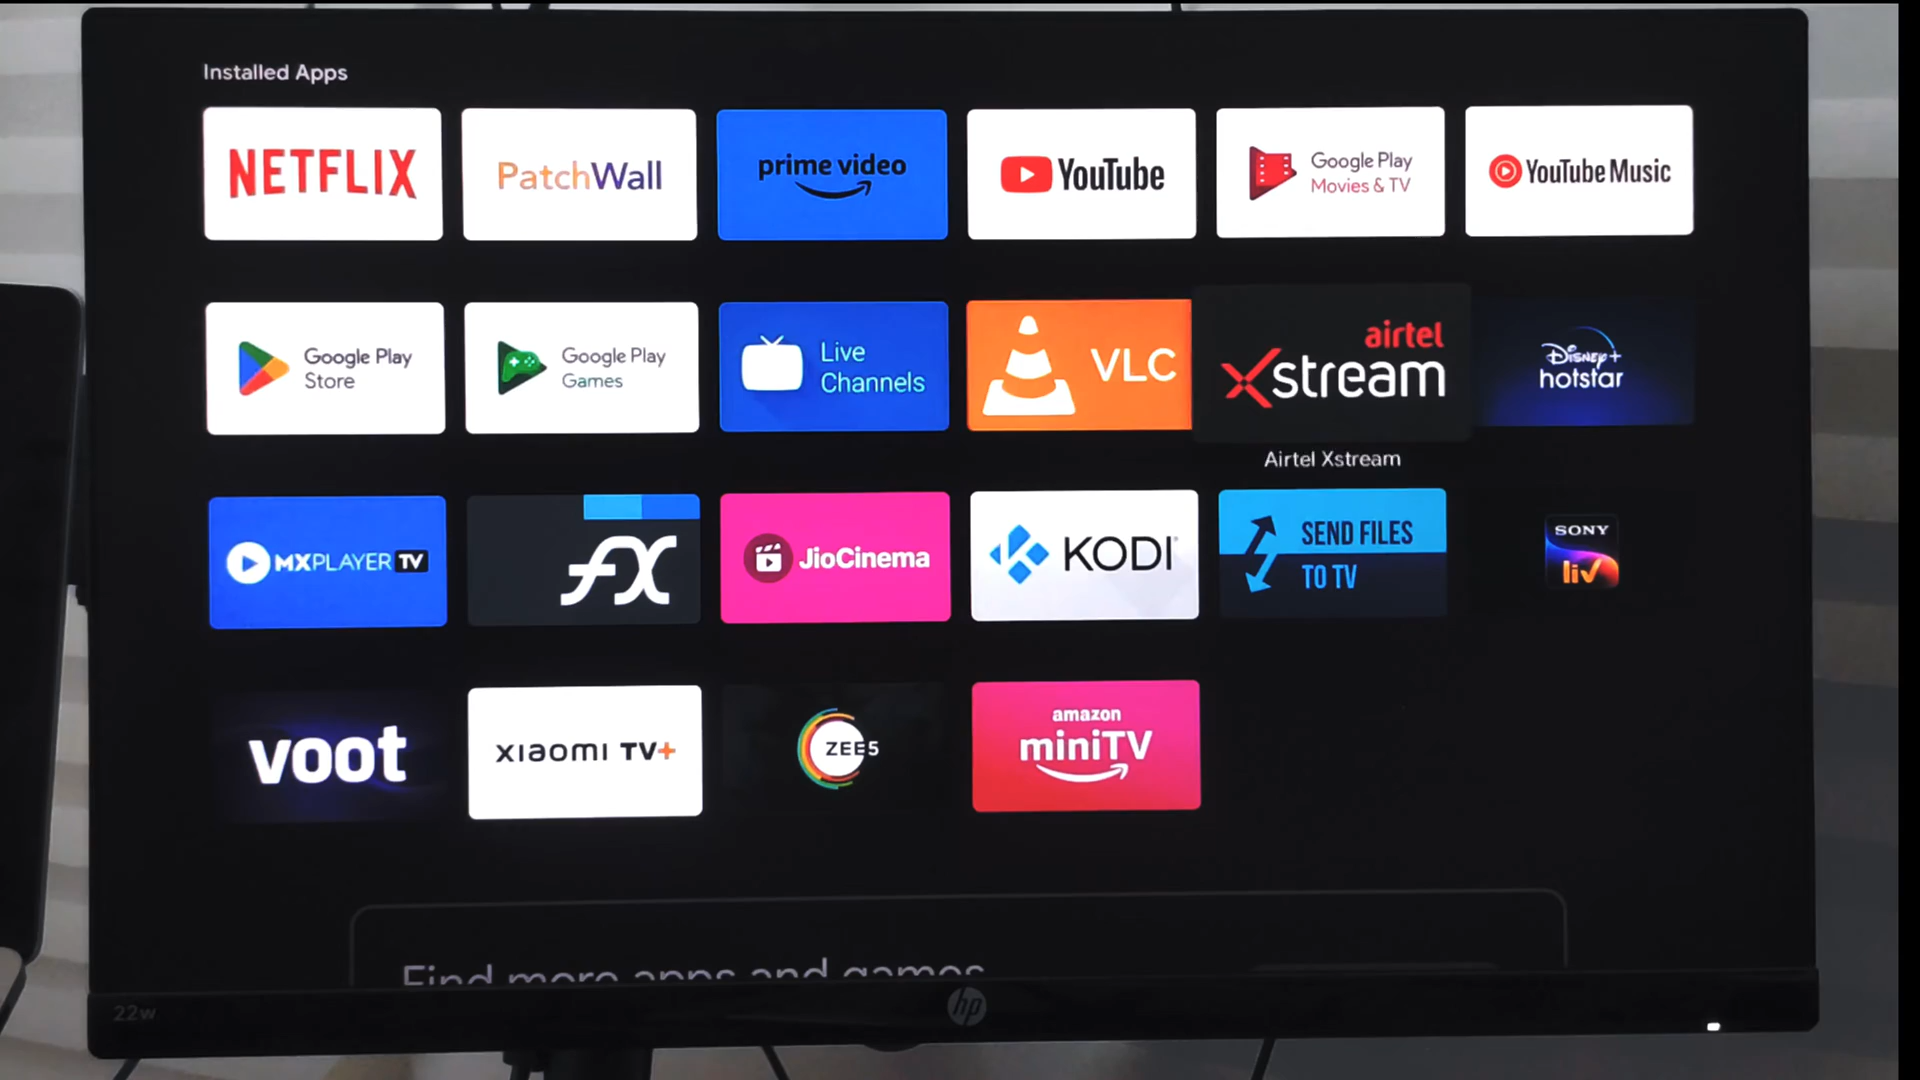 Installed Apps
NETFLIX
PatchWall
prime video
YouTube
Google Play
Movies & TV
YouTube Music
Google Play
Store
Google Play
Games
Live
Channels
VLC
airtel
Xstream
Airtel Xstream
Disney+
hotstar
MXPLAYER TV
fX
JioCinema
KODI
SEND FILES
TO TV
SONY
liv
voot
xiaomi TV+
ZEE5
amazon
miniTV
Find more apps and games
22w
hp